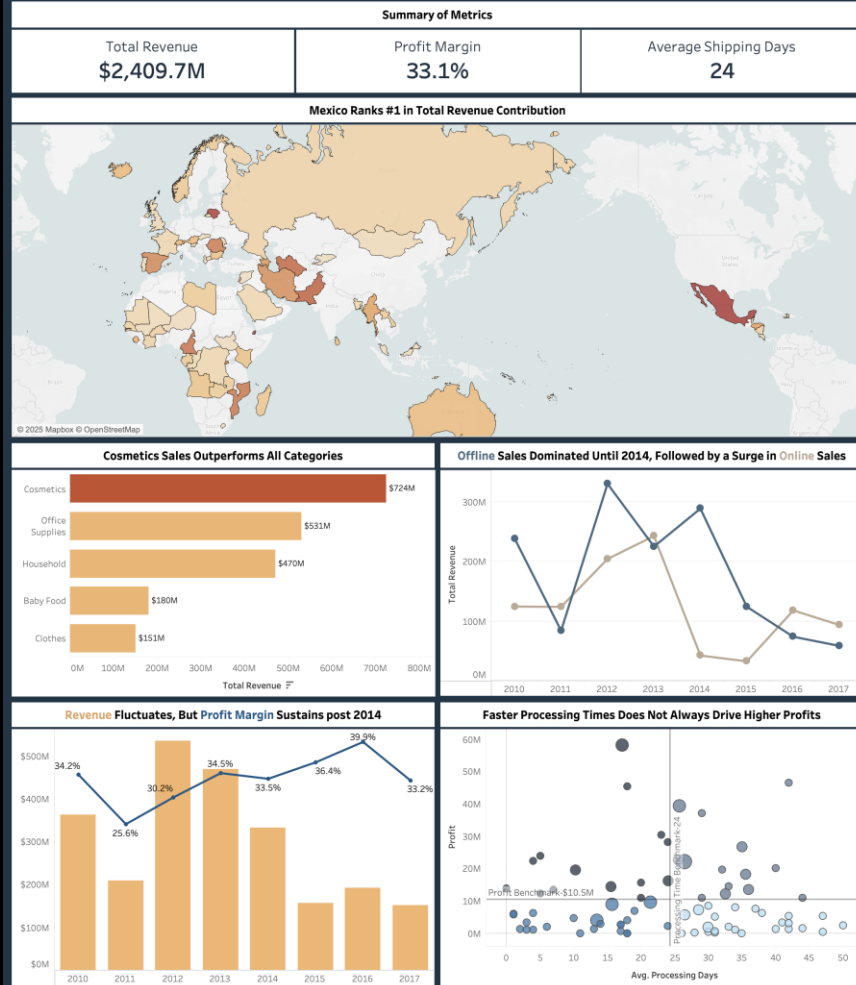 Summary of Metrics
Total Revenue
$2,409.7M
Profit Margin
33.1%
Average Shipping Days
24
Mexico Ranks #1 in Total Revenue Contribution
© 2025 Mapbox © OpenStreetMap
Cosmetics Sales Outperforms All Categories
Cosmetics
$724M
Office
Supplies
$531M
Household
$470M
Baby Food
$180M
Clothes
$151M
0M 100M 200M 300M 400M 500M 600M 700M 800M
Total Revenue
Offline Sales Dominated Until 2014, Followed by a Surge in Online Sales
Total Revenue
300M
200M
100M
0M
2010 2011 2012 2013 2014 2015 2016 2017
Revenue Fluctuates, But Profit Margin Sustains post 2014
$500M
$400M
$300M
$200M
$100M
$0M
34.2%
25.6%
30.2%
34.5%
33.5%
36.4%
39.9%
33.2%
2010 2011 2012 2013 2014 2015 2016 2017
Faster Processing Times Does Not Always Drive Higher Profits
Profit
60M
50M
40M
30M
20M
10M
0M
Profit Benchmark-$10.5M
Processing Time Benchmark-24
0 5 10 15 20 25 30 35 40 45 50
Avg. Processing Days